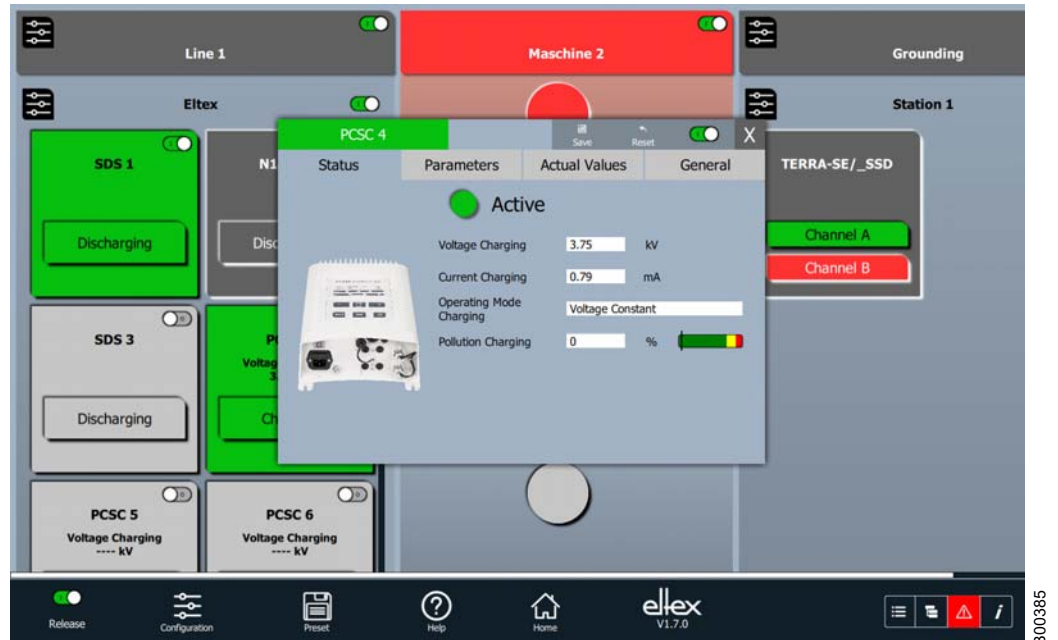 Line 1
Maschine 2
Grounding
Eltex
Station 1
PCSC 4
Save
Reset
X
SDS 1
N1
Status
Parameters
Actual Values
General
TERRA-SE/_SSD
Active
Discharging
Disc
Voltage Charging
3.75
kV
Channel A
Current Charging
0.79
mA
Channel B
Operating Mode
Charging
Voltage Constant
SDS 3
Pollution Charging
0
%
Voltag
3
Discharging
Ch
PCSC 5
Voltage Charging
---- kV
PCSC 6
Voltage Charging
---- kV
Release
Configuration
Preset
Help
Home
eltex
V1.7.0
i